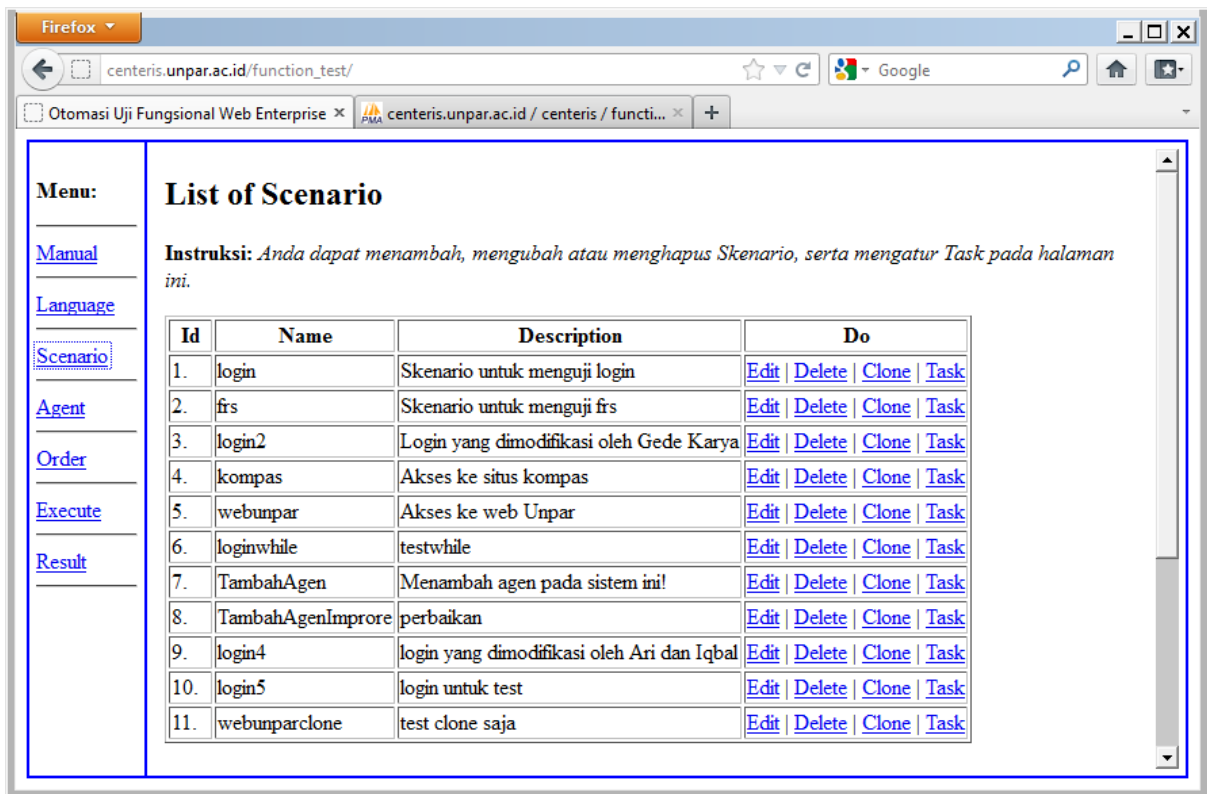 Firefox
centeris.unpar.ac.id/function_test/
Google
Otomasi Uji Fungsional Web Enterprise
PMA centeris.unpar.ac.id / centeris / functi...
Menu:
Manual
Language
Scenario
Agent
Order
Execute
Result
List of Scenario
Instruksi: Anda dapat menambah, mengubah atau menghapus Skenario, serta mengatur Task pada halaman
ini.
Id Name Description Do
1. login Skenario untuk menguji login Edit | Delete | Clone | Task
2. frs Skenario untuk menguji frs Edit | Delete | Clone | Task
3. login2 Login yang dimodifikasi oleh Gede Karya Edit | Delete | Clone | Task
4. kompas Akses ke situs kompas Edit | Delete | Clone | Task
5. webunpar Akses ke web Unpar Edit | Delete | Clone | Task
6. loginwhile testwhile Edit | Delete | Clone | Task
7. TambahAgen Menambah agen pada sistem ini! Edit | Delete | Clone | Task
8. TambahAgenImprore perbaikan Edit | Delete | Clone | Task
9. login4 login yang dimodifikasi oleh Ari dan Iqbal Edit | Delete | Clone | Task
10. login5 login untuk test Edit | Delete | Clone | Task
11. webunparclone test clone saja Edit | Delete | Clone | Task